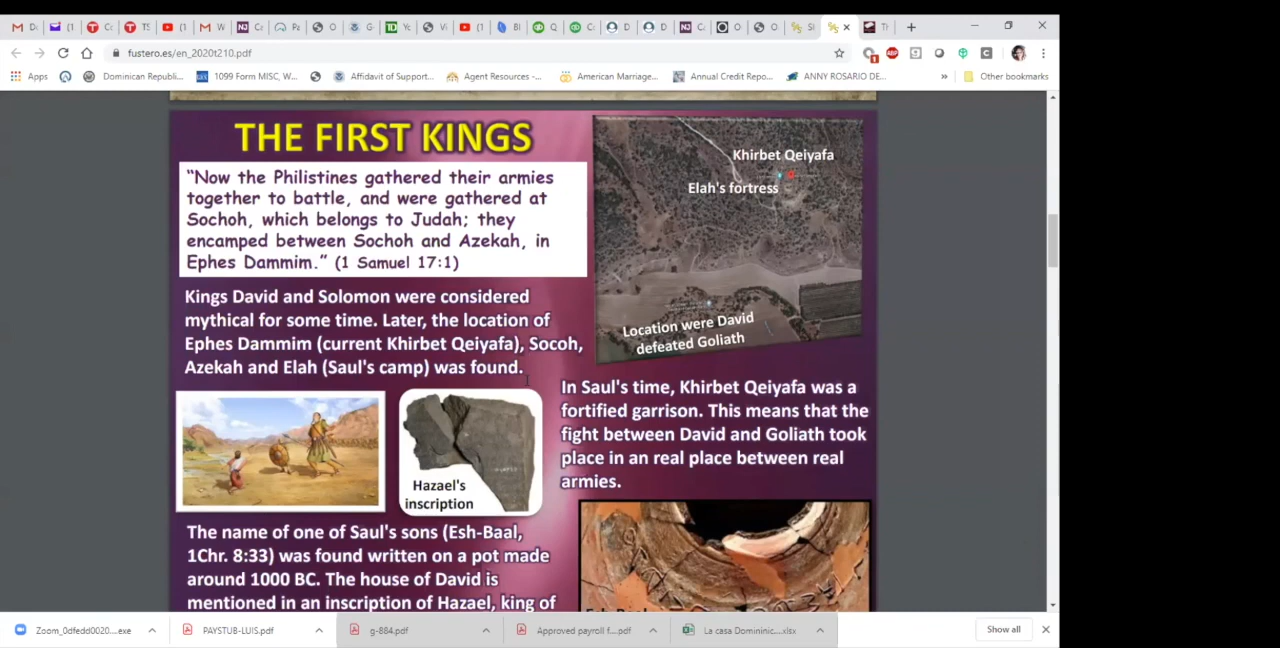 fustero.es/en_2020t210.pdf
Apps
Dominican Republi...
1099 Form MISC, W...
Affidavit of Support...
Agent Resources -...
American Marriage...
Annual Credit Repo...
ANNY ROSARIO DE...
»
Other bookmarks
THE FIRST KINGS
“Now the Philistines gathered their armies
together to battle, and were gathered at
Sochoh, which belongs to Judah; they
encamped between Sochoh and Azekah, in
Ephes Dammim.” (1 Samuel 17:1)
Khirbet Qeiyafa
Elah's fortress
Location were David
defeated Goliath
Kings David and Solomon were considered
mythical for some time. Later, the location of
Ephes Dammim (current Khirbet Qeiyafa), Socoh,
Azekah and Elah (Saul's camp) was found.
In Saul's time, Khirbet Qeiyafa was a
fortified garrison. This means that the
fight between David and Goliath took
place in an real place between real
armies.
Hazael's
inscription
The name of one of Saul's sons (Esh-Baal,
1Chr. 8:33) was found written on a pot made
around 1000 BC. The house of David is
mentioned in an inscription of Hazael, king of
Zoom_0dfedd0020....exe
PAYSTUB-LUIS.pdf
g-884.pdf
Approved payroll f....pdf
La casa Domininic....xlsx
Show all